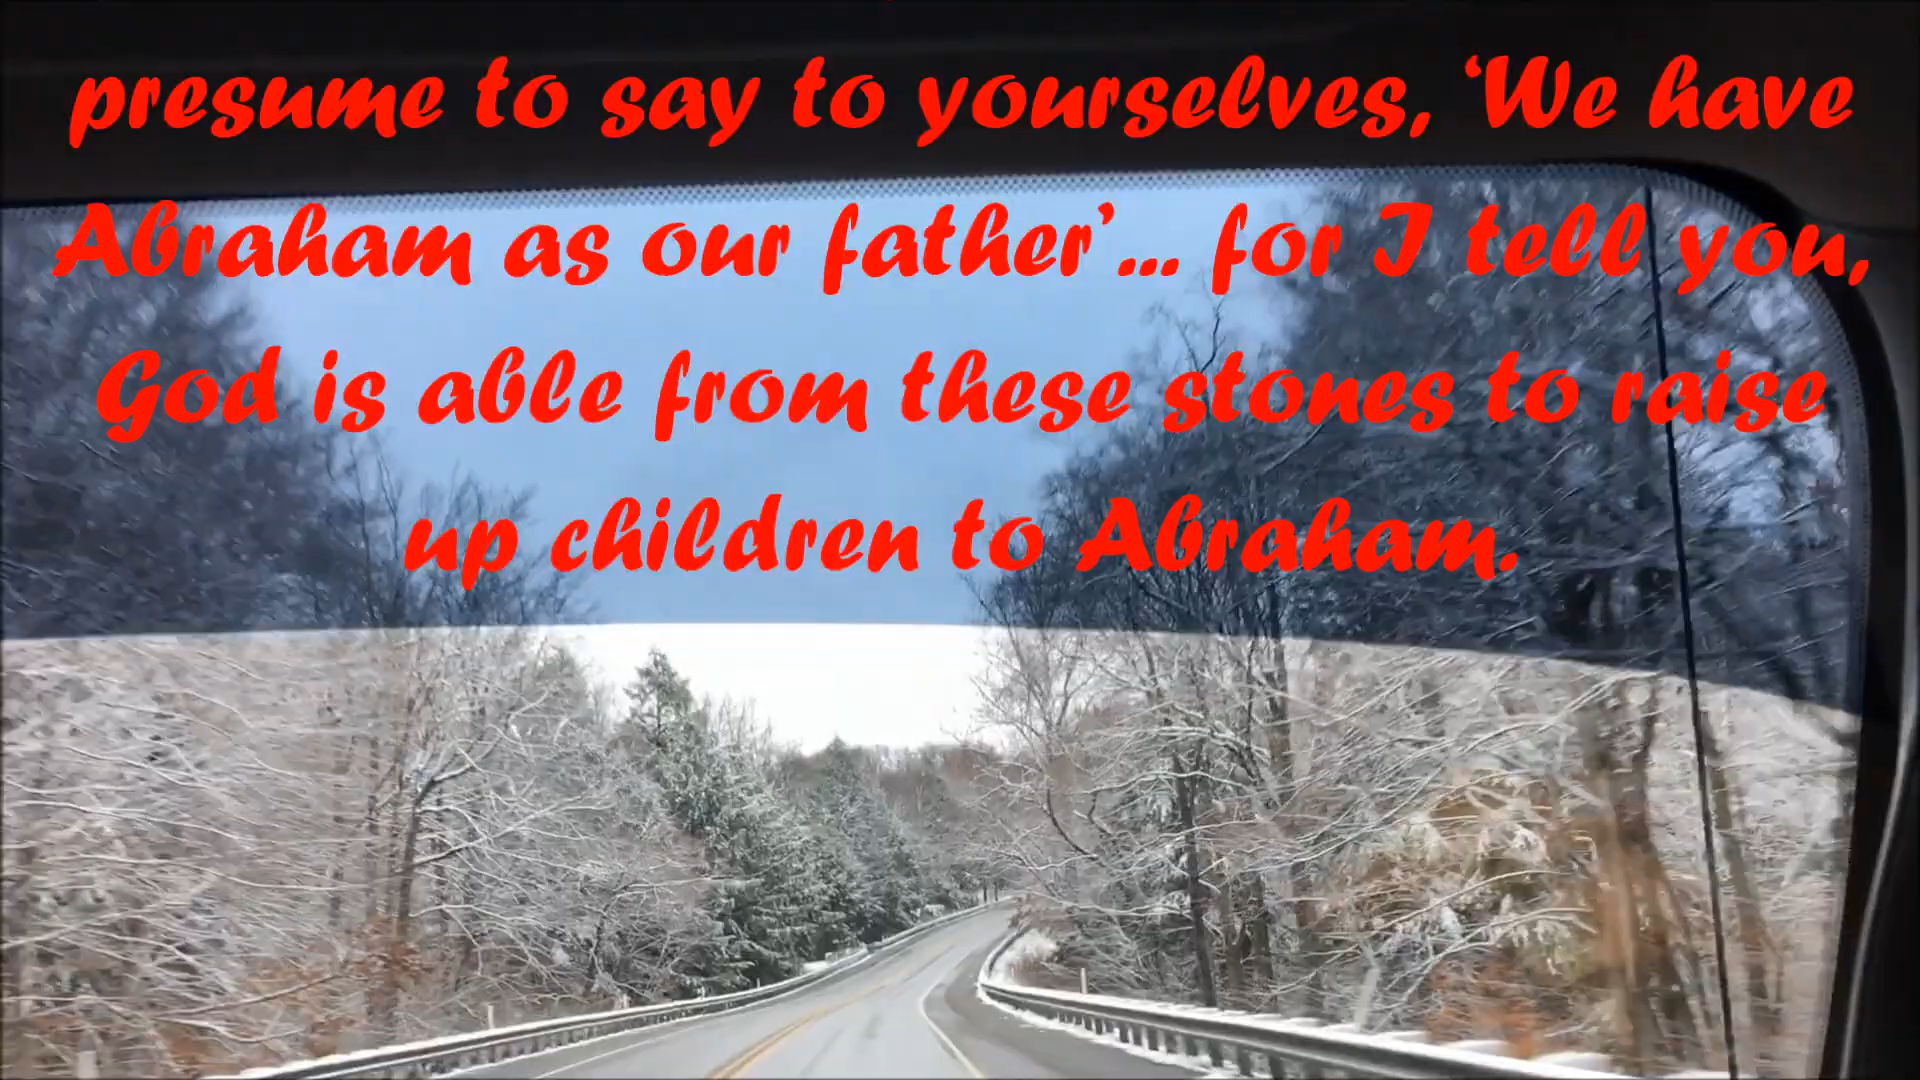 presume to say to yourselves, ‘We have
Abraham as our father’... for I tell you,
God is able from these stones to raise
up children to Abraham.